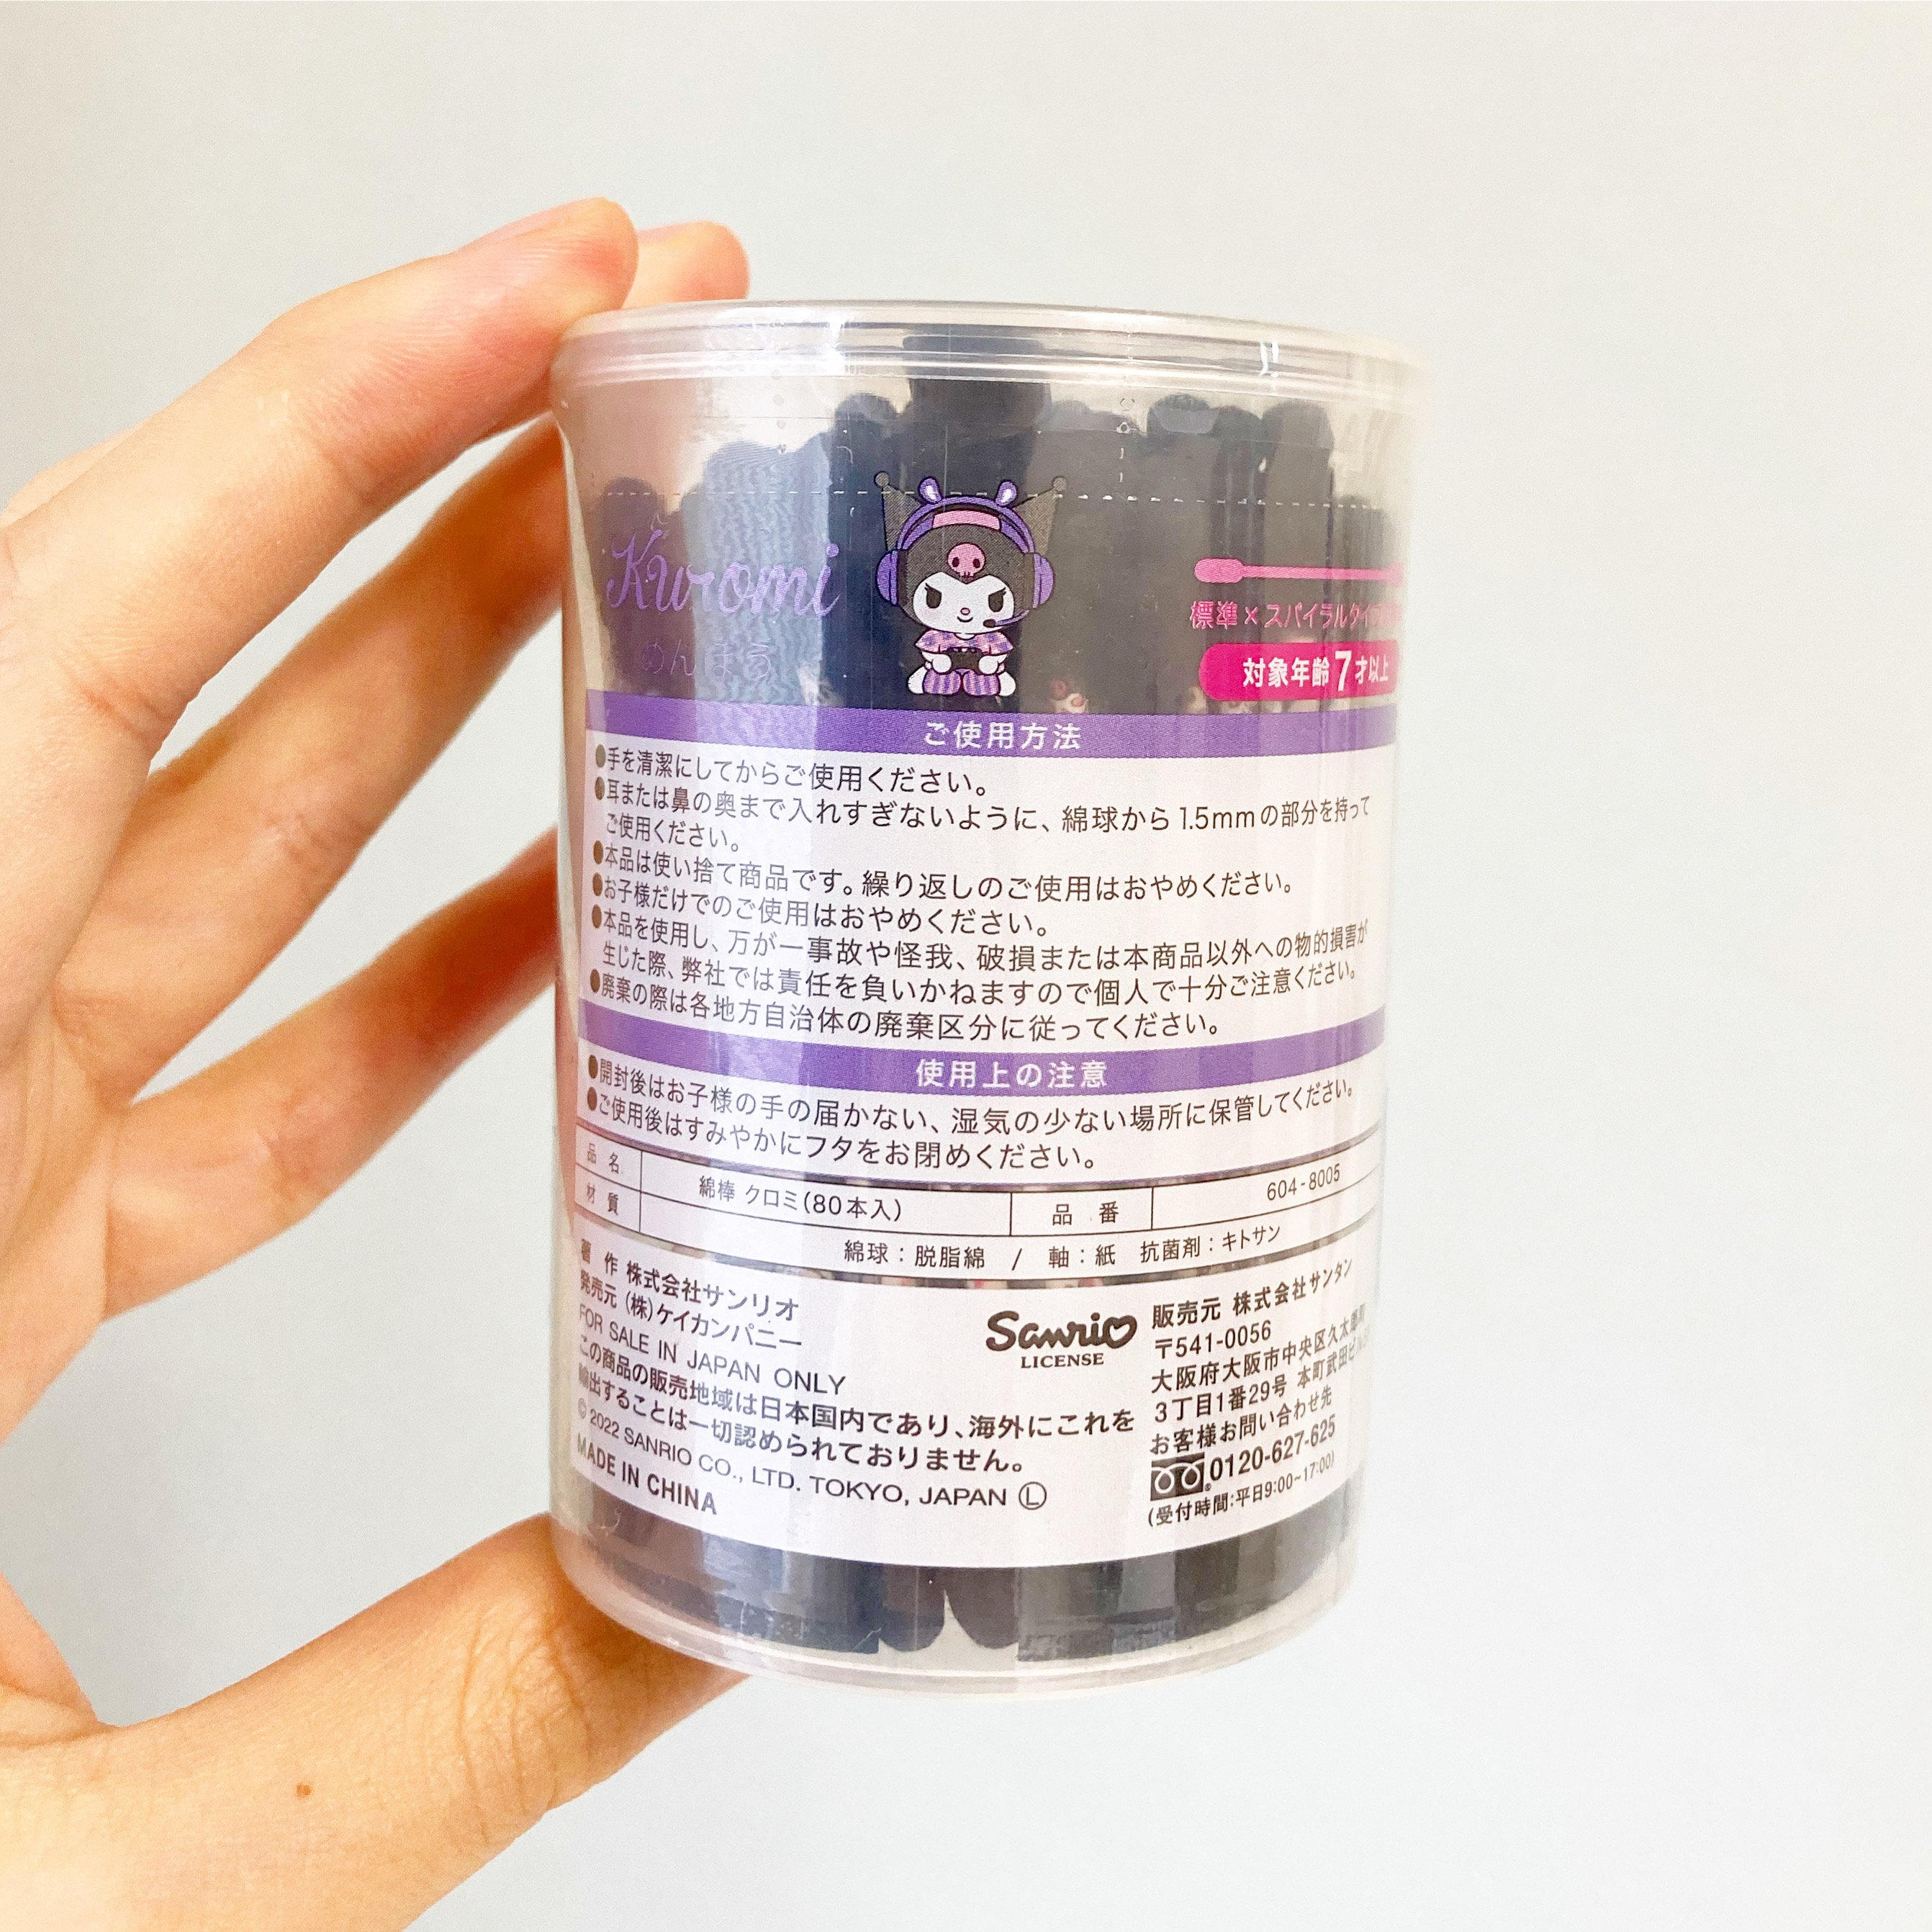 Kuromi
めんぼう
標準×スパイラルタイプ
対象年齢7才以上
ご使用方法
●手を清潔にしてからご使用ください。
●耳または鼻の奥まで入れすぎないように、綿球から1.5mmの部分を持って
ご使用ください。
●本品は使い捨て商品です。繰り返しのご使用はおやめください。
●お子様だけでのご使用はおやめください。
●本品を使用し、万が一事故や怪我、破損または本商品以外への物的損害が
生じた際、弊社では責任を負いかねますので個人で十分ご注意ください。
●廃棄の際は各地方自治体の廃棄区分に従ってください。
使用上の注意
●開封後はお子様の手の届かない、湿気の少ない場所に保管してください。
●ご使用後はすみやかにフタをお閉めください。
品名 綿棒 クロミ(80本入) 品番 604-8005
材質 綿球:脱脂綿 / 軸:紙 抗菌剤:キトサン
著作 株式会社サンリオ
発売元 (株)ケイカンパニー
FOR SALE IN JAPAN ONLY
この商品の販売地域は日本国内であり、海外にこれを
輸出することは一切認められておりません。
© 2022 SANRIO CO., LTD. TOKYO, JAPAN Ⓛ
MADE IN CHINA
Sanrio
LICENSE
販売元 株式会社サンタン
〒541-0056
大阪府大阪市中央区久太郎町
3丁目1番29号 本町武田ビル
お客様お問い合わせ先
0120-627-625
(受付時間:平日9:00~17:00)